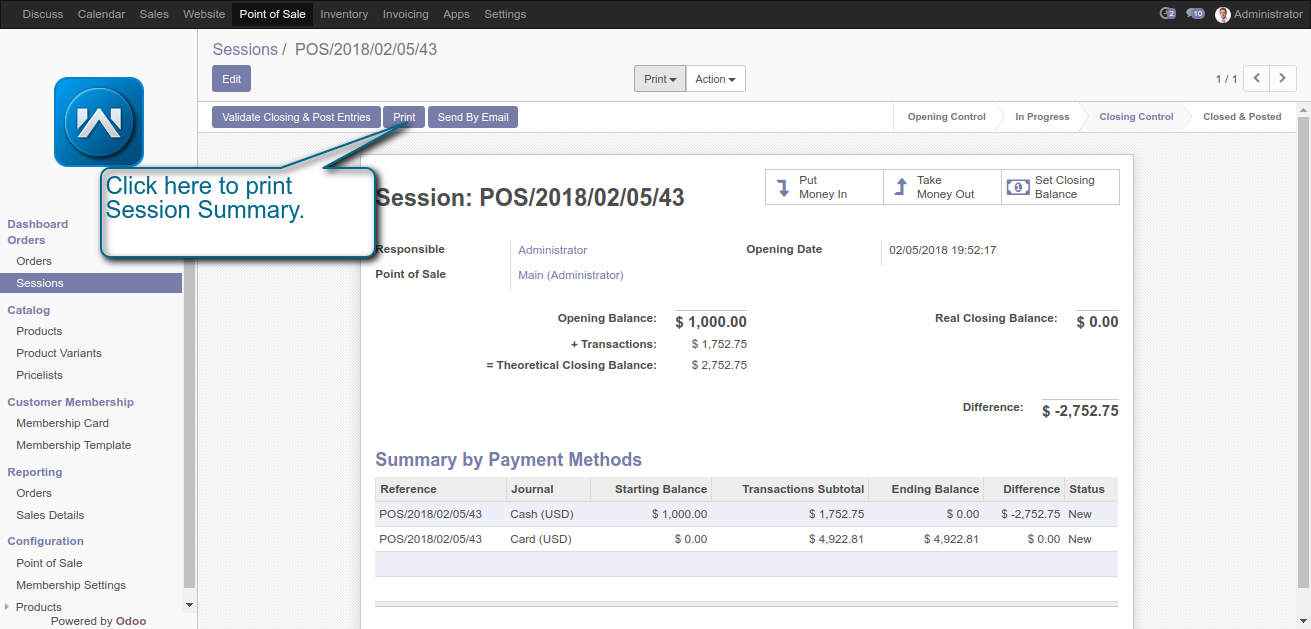 Discuss Calendar Sales Website Point of Sale Inventory Invoicing Apps Settings 2 10 Administrator
Sessions / POS/2018/02/05/43
Edit Print Action 1 / 1
Validate Closing & Post Entries Print Send By Email Opening Control In Progress Closing Control Closed & Posted
W
Click here to print
Session Summary.
Dashboard
Orders
Orders
Sessions
Catalog
Products
Product Variants
Pricelists
Customer Membership
Membership Card
Membership Template
Reporting
Orders
Sales Details
Configuration
Point of Sale
Membership Settings
Products
Powered by Odoo
Session: POS/2018/02/05/43
Put
Money In
Take
Money Out
Set Closing
Balance
Responsible Administrator Opening Date 02/05/2018 19:52:17
Point of Sale Main (Administrator)
Opening Balance: $ 1,000.00 Real Closing Balance: $ 0.00
+ Transactions: $ 1,752.75
= Theoretical Closing Balance: $ 2,752.75
Difference: $ -2,752.75
Summary by Payment Methods
Reference Journal Starting Balance Transactions Subtotal Ending Balance Difference Status
POS/2018/02/05/43 Cash (USD) $ 1,000.00 $ 1,752.75 $ 0.00 $ -2,752.75 New
POS/2018/02/05/43 Card (USD) $ 0.00 $ 4,922.81 $ 4,922.81 $ 0.00 New